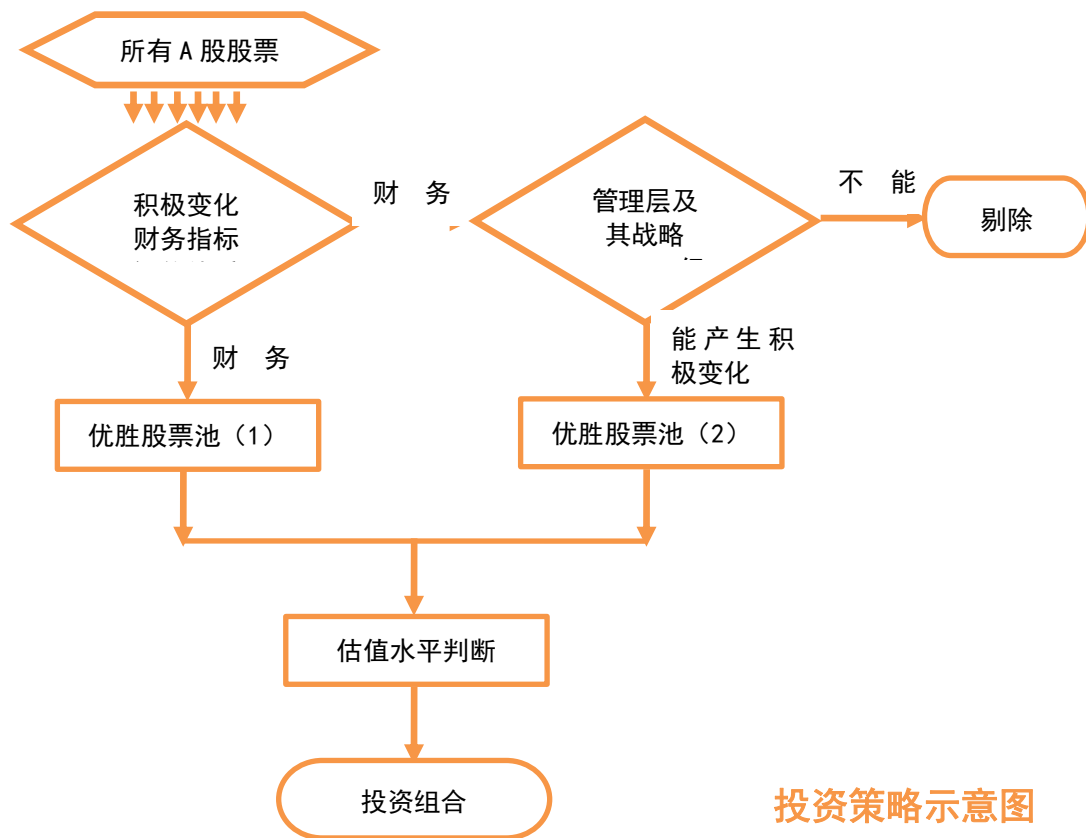 所有 A 股股票
积极变化
财务指标
财 务
管理层及
其战略
不 能
剔除
财 务
能产生积
极变化
优胜股票池（1）
优胜股票池（2）
估值水平判断
投资组合
投资策略示意图